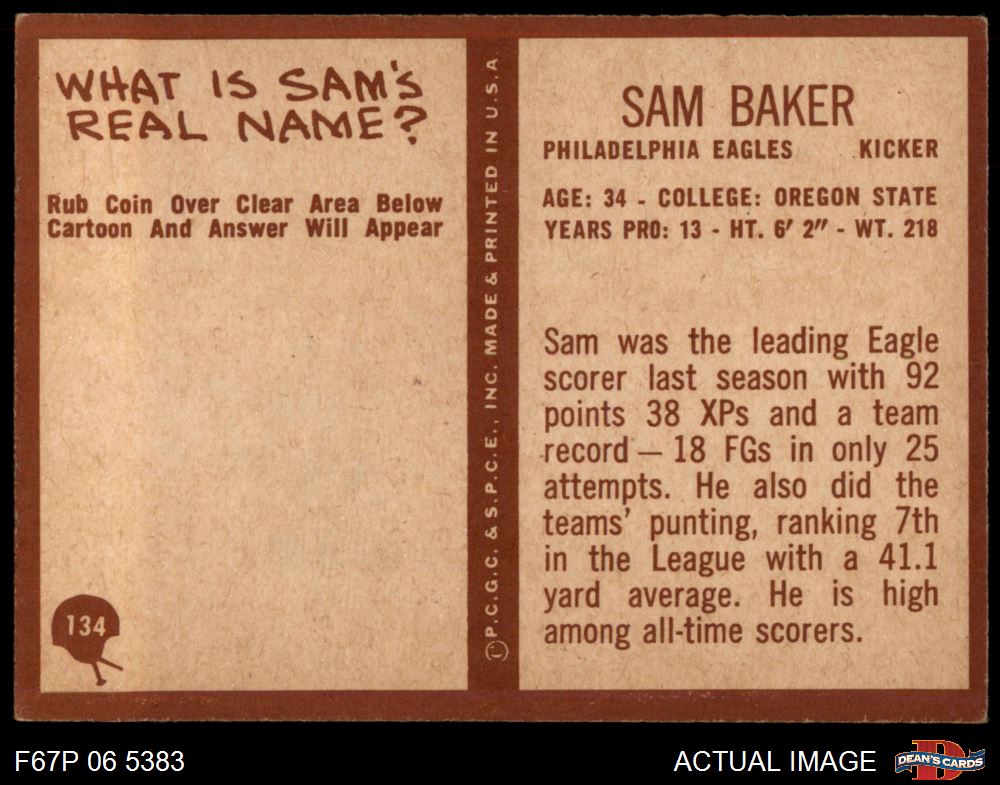 WHAT IS SAM'S
REAL NAME?
Rub Coin Over Clear Area Below
Cartoon And Answer Will Appear
134
©P.C.G.C. & S.P.C.E., INC. MADE & PRINTED IN U.S.A
SAM BAKER
PHILADELPHIA EAGLES KICKER
AGE: 34 - COLLEGE: OREGON STATE
YEARS PRO: 13 - HT. 6' 2" - WT. 218
Sam was the leading Eagle
scorer last season with 92
points 38 XPs and a team
record — 18 FGs in only 25
attempts. He also did the
teams' punting, ranking 7th
in the League with a 41.1
yard average. He is high
among all-time scorers.
F67P 06 5383
ACTUAL IMAGE
D
DEAN'S CARDS